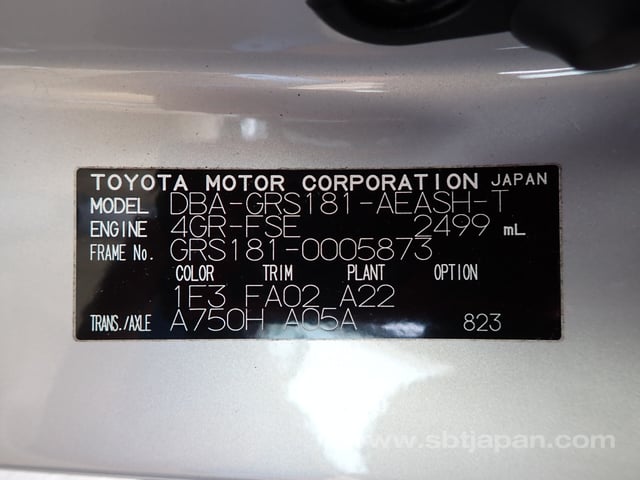 TOYOTA MOTOR CORPORATION JAPAN
MODEL DBA-GRS181-AEASH-T
ENGINE 4GR-FSE 2499 mL
FRAME No. GRS181-0005873
COLOR TRIM PLANT OPTION
1E3 FA02 A22
TRANS./AXLE A750H A05A 823
www.sbtjapan.com